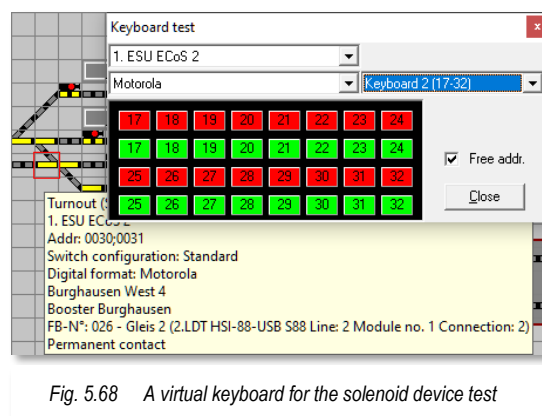 Keyboard test x
1. ESU ECoS 2
Motorola Keyboard 2 (17-32)
17 18 19 20 21 22 23 24
17 18 19 20 21 22 23 24
25 26 27 28 29 30 31 32
25 26 27 28 29 30 31 32
Free addr.
Close
Turnout (
1. ESU ECoS 2
Addr: 0030;0031
Switch configuration: Standard
Digital format: Motorola
Burghausen West 4
Booster Burghausen
FB-N°: 026 - Gleis 2 (2.LDT HSI-88-USB S88 Line: 2 Module no. 1 Connection: 2)
Permanent contact
Fig. 5.68 A virtual keyboard for the solenoid device test